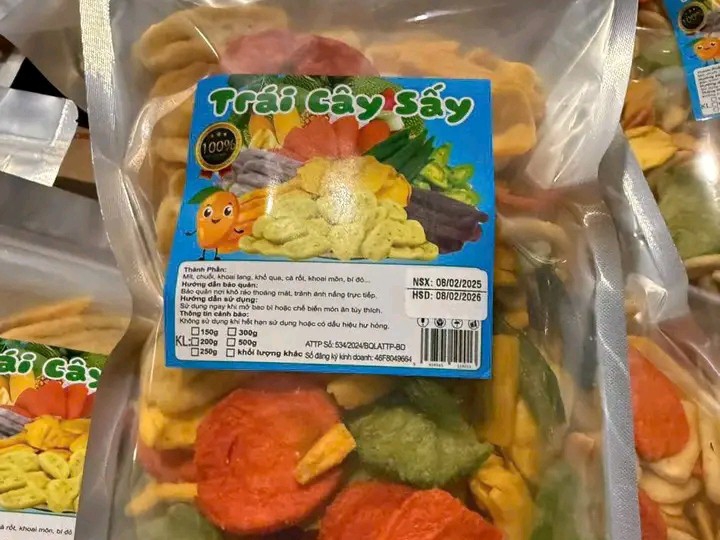 Trái Cây Sấy
100%
Thành Phần:
Mít, chuối, khoai lang, khổ qua, cà rốt, khoai môn, bí đỏ...
Hướng dẫn bảo quản:
Bảo quản nơi khô ráo thoáng mát, tránh ánh nắng trực tiếp.
Hướng dẫn sử dụng:
Sử dụng ngay khi mở bao bì hoặc chế biến món ăn tùy thích.
Thông tin cảnh báo:
Không sử dụng khi hết hạn sử dụng hoặc có dấu hiệu hư hỏng.
NSX: 08/02/2025
HSD: 08/02/2026
KL:
150g 300g
200g 500g
250g khối lượng khác
ATTP Số: 534/2024/BQLATTP-BD
Số đăng ký kinh doanh: 46F8049664
rái Cây
cà rốt, khoai môn, bí đỏ
KL: